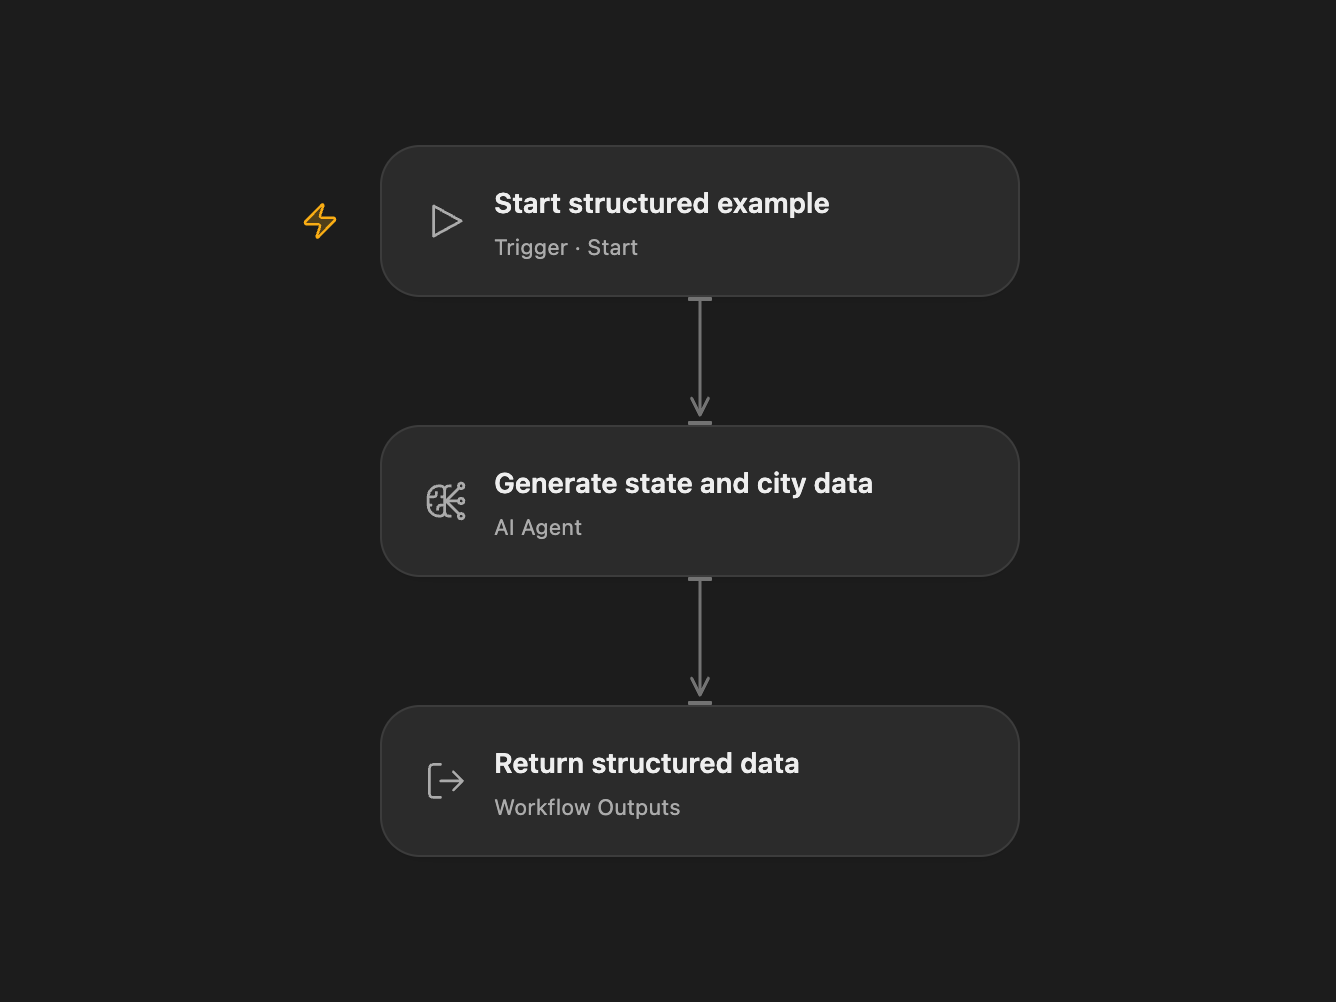 Start structured example
Trigger · Start
Generate state and city data
AI Agent
Return structured data
Workflow Outputs